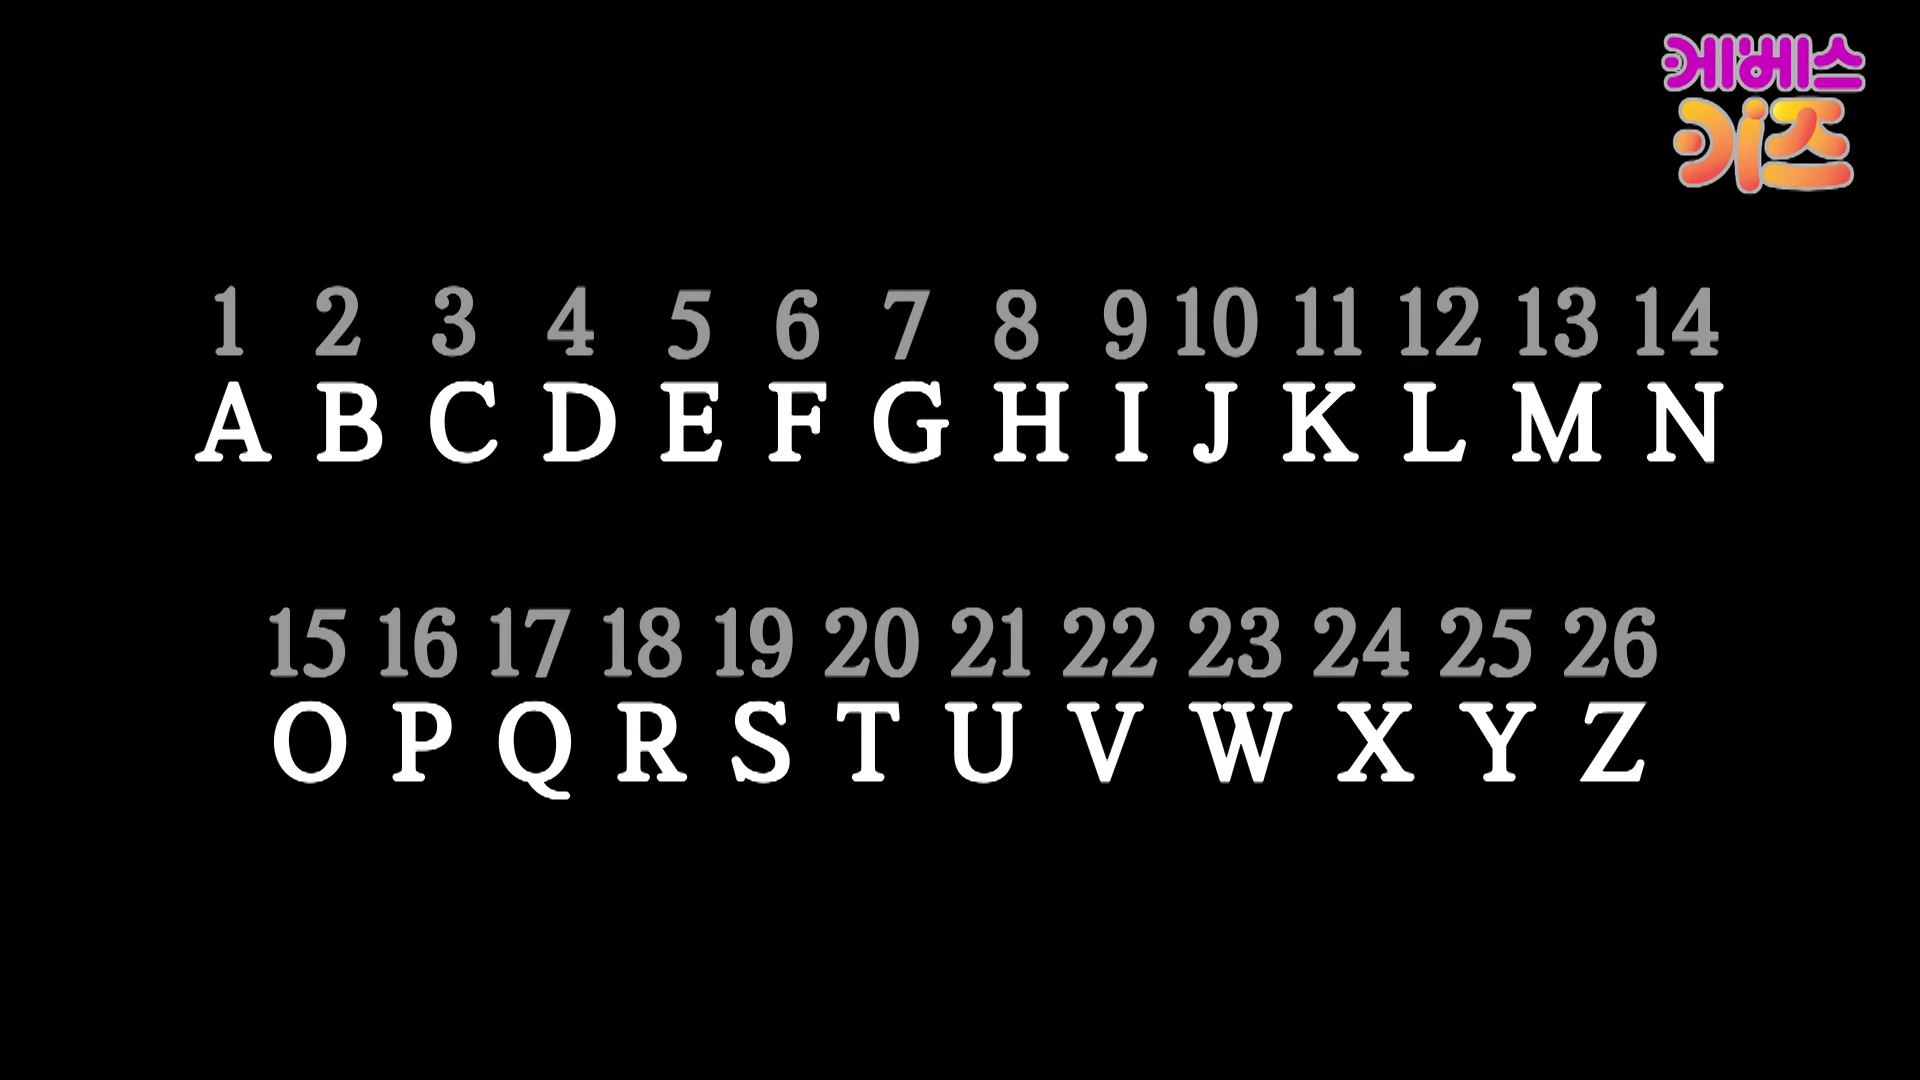 케베스
키즈
1 2 3 4 5 6 7 8 9 10 11 12 13 14
A B C D E F G H I J K L M N
15 16 17 18 19 20 21 22 23 24 25 26
O P Q R S T U V W X Y Z